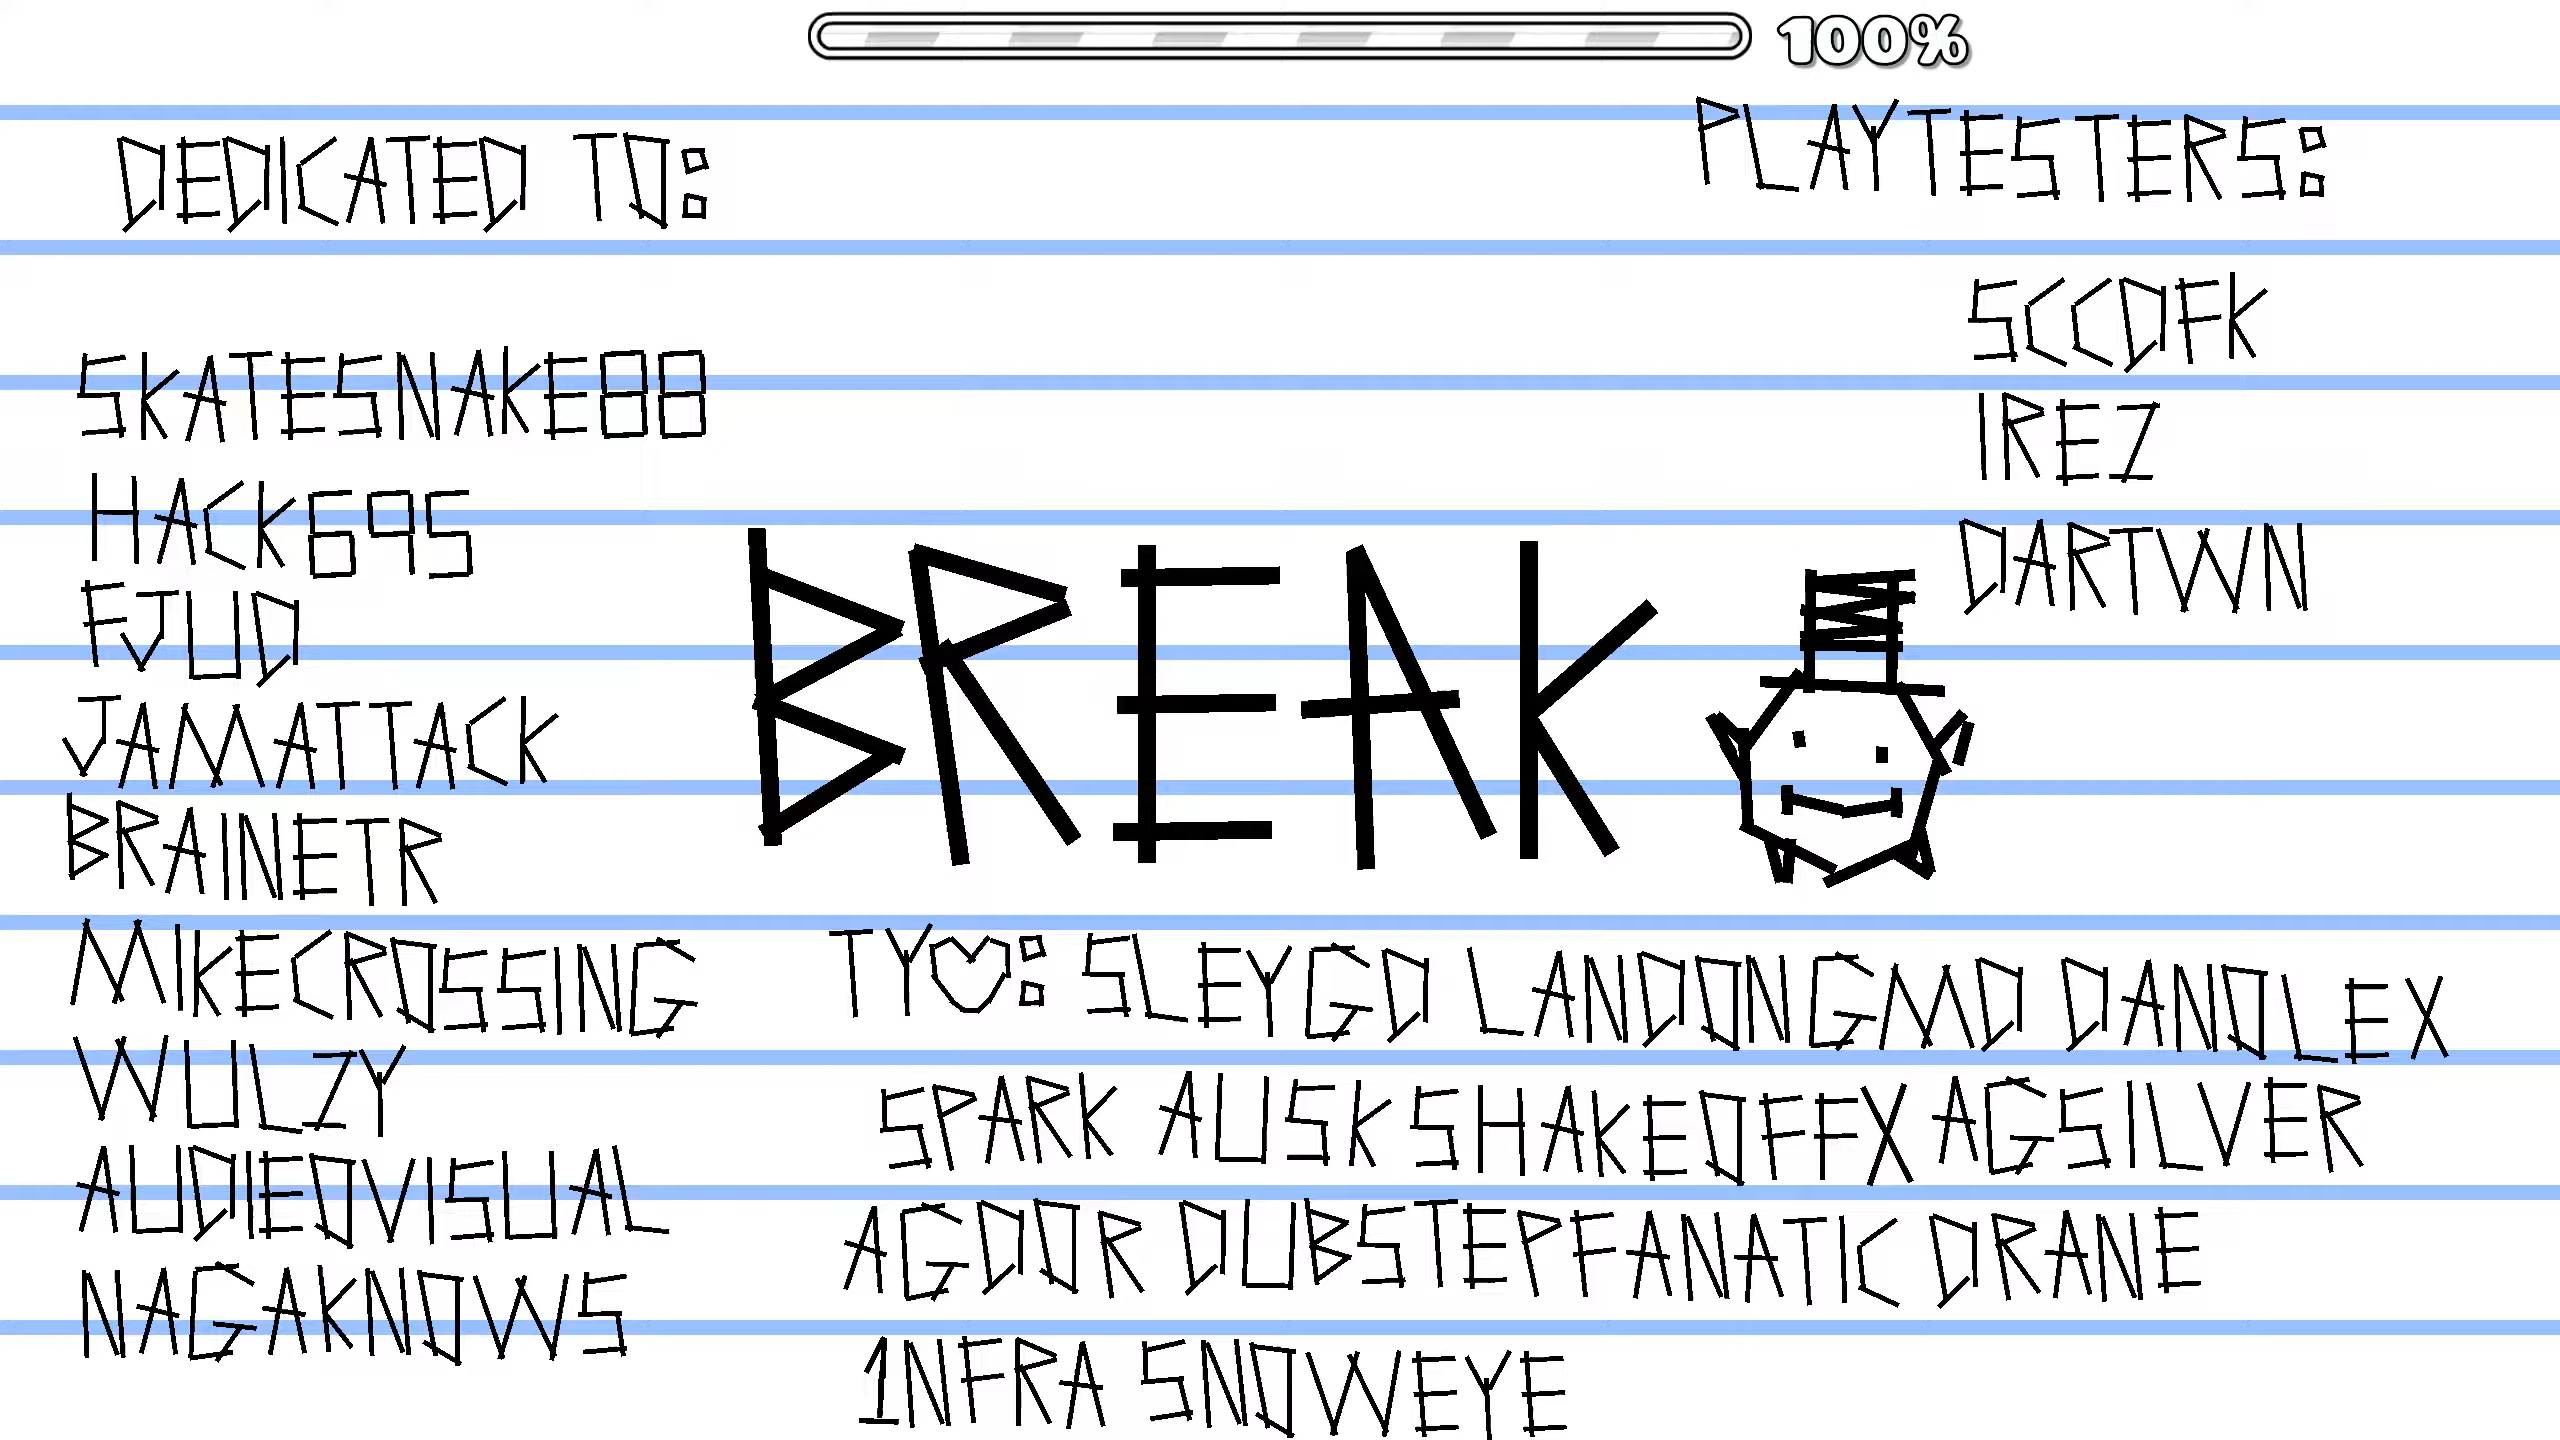 100%
DEDICATED TO:
SKATESNAKE88
HACK695
FJUD
JAMATTACK
BRAINETR
MIKECROSSING
WULZY
AUDIEOVISUAL
NAGAKNOWS
BREAK
PLAYTESTERS:
SCCDFK
IREZ
DARTWN
TY♡: SLEYGD LANDONGMD DANOLEX
SPARK AUSK SHAKEOFFX AGSILVER
AGDOR DUBSTEPFANATIC DRANE
1NFRA SNOWEYE